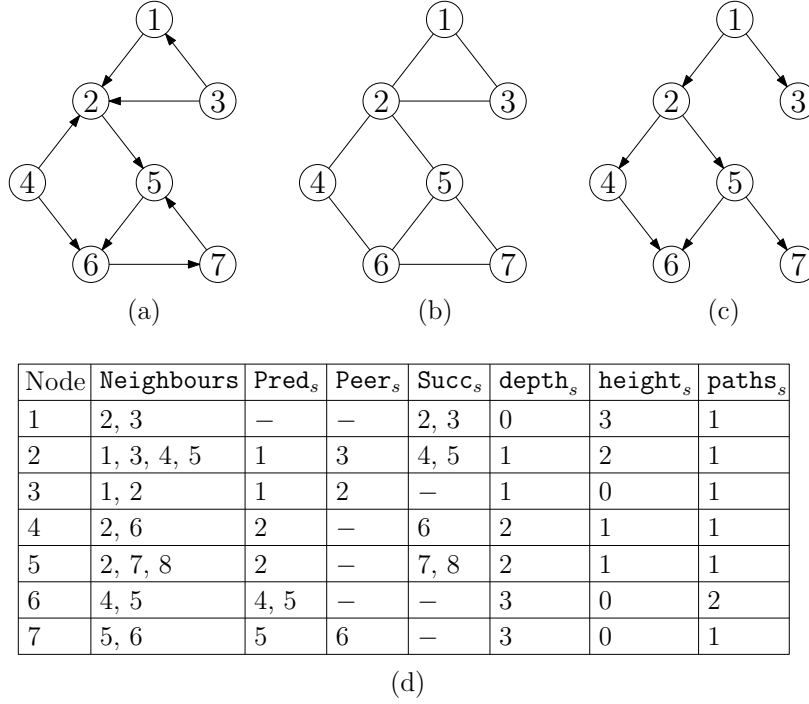 1 1 1
2 3 2 3 2 3
4 5 4 5 4 5
6 7 6 7 6 7
(a) (b) (c)
Node Neighbours Pred_s Peer_s Succ_s depth_s height_s paths_s
1 2, 3 – – 2, 3 0 3 1
2 1, 3, 4, 5 1 3 4, 5 1 2 1
3 1, 2 1 2 – 1 0 1
4 2, 6 2 – 6 2 1 1
5 2, 7, 8 2 – 7, 8 2 1 1
6 4, 5 4, 5 – – 3 0 2
7 5, 6 5 6 – 3 0 1
(d)